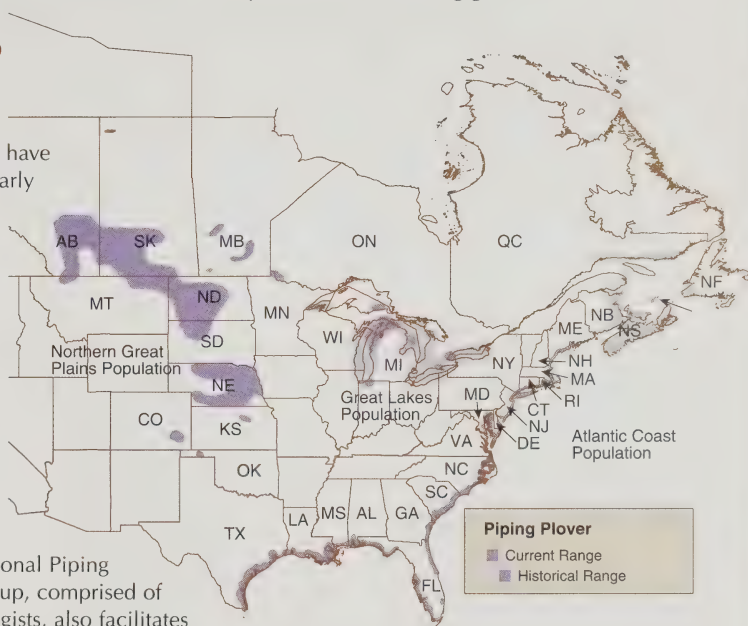 have
arly
AB
SK
MB
ON
QC
NF
MT
ND
MN
NB
ME
NS
SD
WI
Northern Great
Plains Population
MI
NY
NH
MA
NE
RI
Great Lakes
Population
MD
CT
CO
NJ
KS
VA
DE
Atlantic Coast
Population
NC
OK
SC
TX
LA
MS
AL
GA
Piping Plover
Current Range
Historical Range
FL
onal Piping
up, comprised of
gists, also facilitates